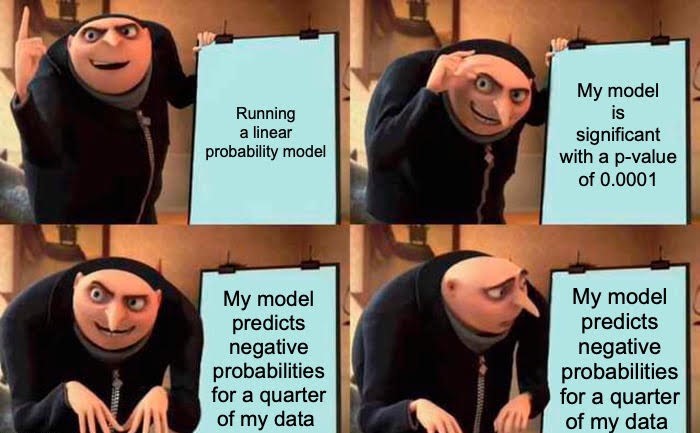 Running
a linear
probability model
My model
is
significant
with a p-value
of 0.0001
My model
predicts
negative
probabilities
for a quarter
of my data
My model
predicts
negative
probabilities
for a quarter
of my data